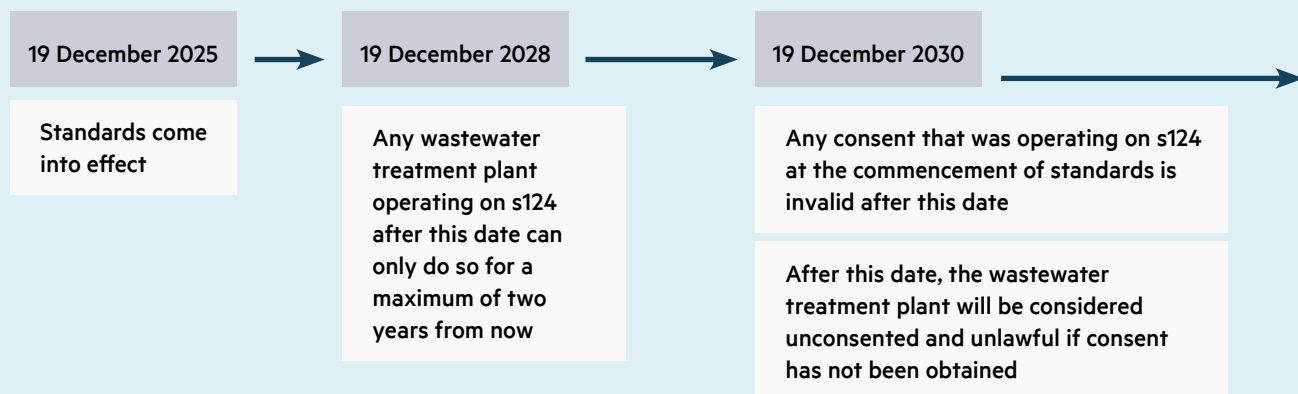 19 December 2025
Standards come
into effect
19 December 2028
Any wastewater
treatment plant
operating on s124
after this date can
only do so for a
maximum of two
years from now
19 December 2030
Any consent that was operating on s124
at the commencement of standards is
invalid after this date
After this date, the wastewater
treatment plant will be considered
unconsented and unlawful if consent
has not been obtained